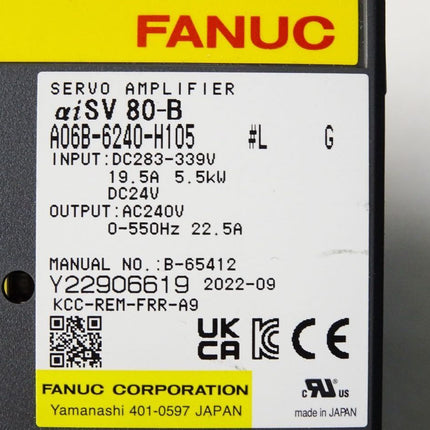 FANUC
SERVO AMPLIFIER
αiSV 80-B
A06B-6240-H105 #L G
INPUT:DC283-339V
19.5A 5.5kW
DC24V
OUTPUT:AC240V
0-550Hz 22.5A
MANUAL NO.:B-65412
Y22906619 2022-09
KCC-REM-FRR-A9
UK CA CE
FANUC CORPORATION
Yamanashi 401-0597 JAPAN
c RU us
made in JAPAN